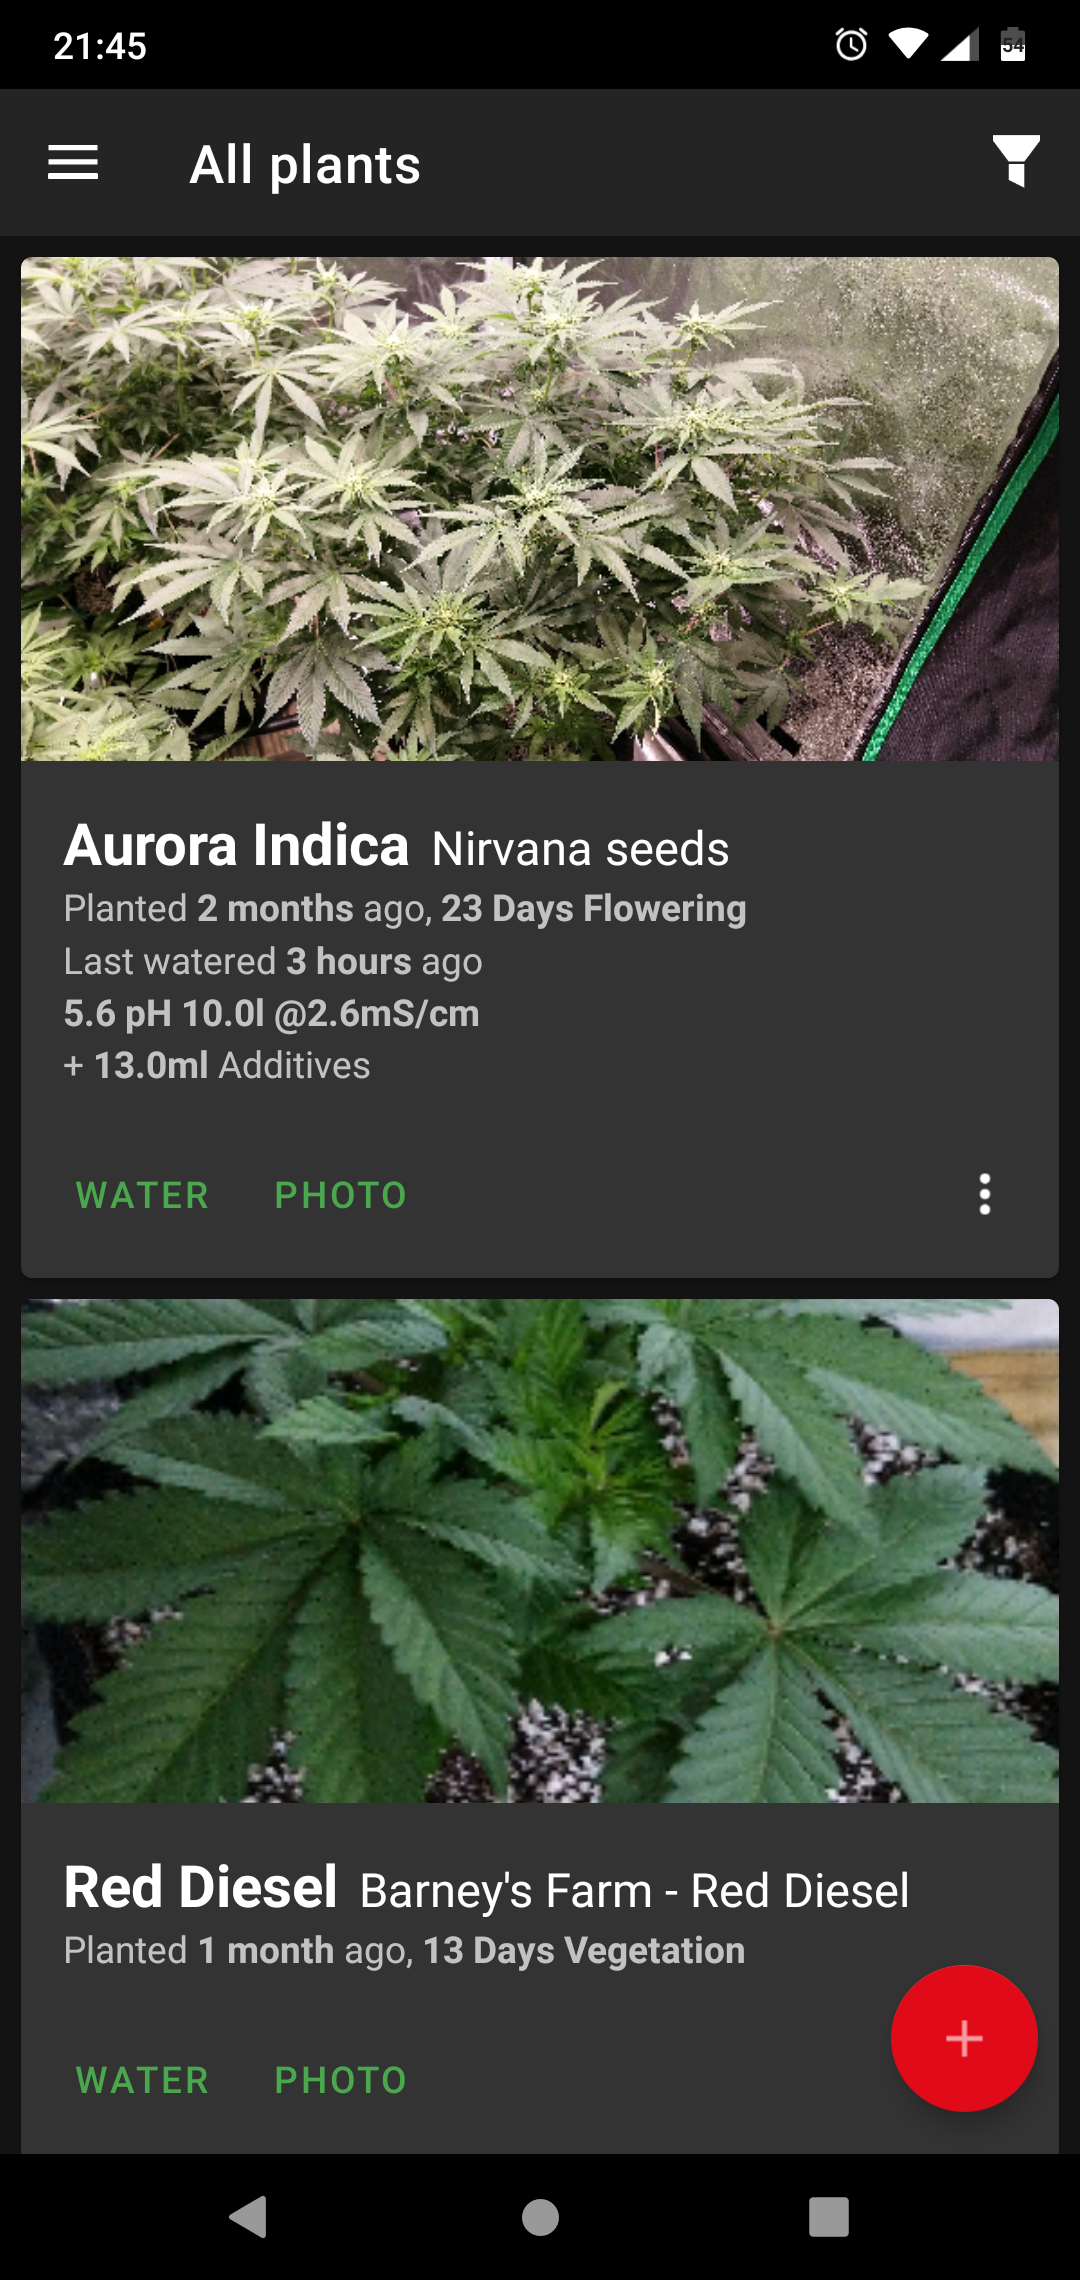 21:45
54
All plants
Aurora Indica Nirvana seeds
Planted 2 months ago, 23 Days Flowering
Last watered 3 hours ago
5.6 pH 10.0l @2.6mS/cm
+ 13.0ml Additives
WATER PHOTO
Red Diesel Barney's Farm - Red Diesel
Planted 1 month ago, 13 Days Vegetation
WATER PHOTO